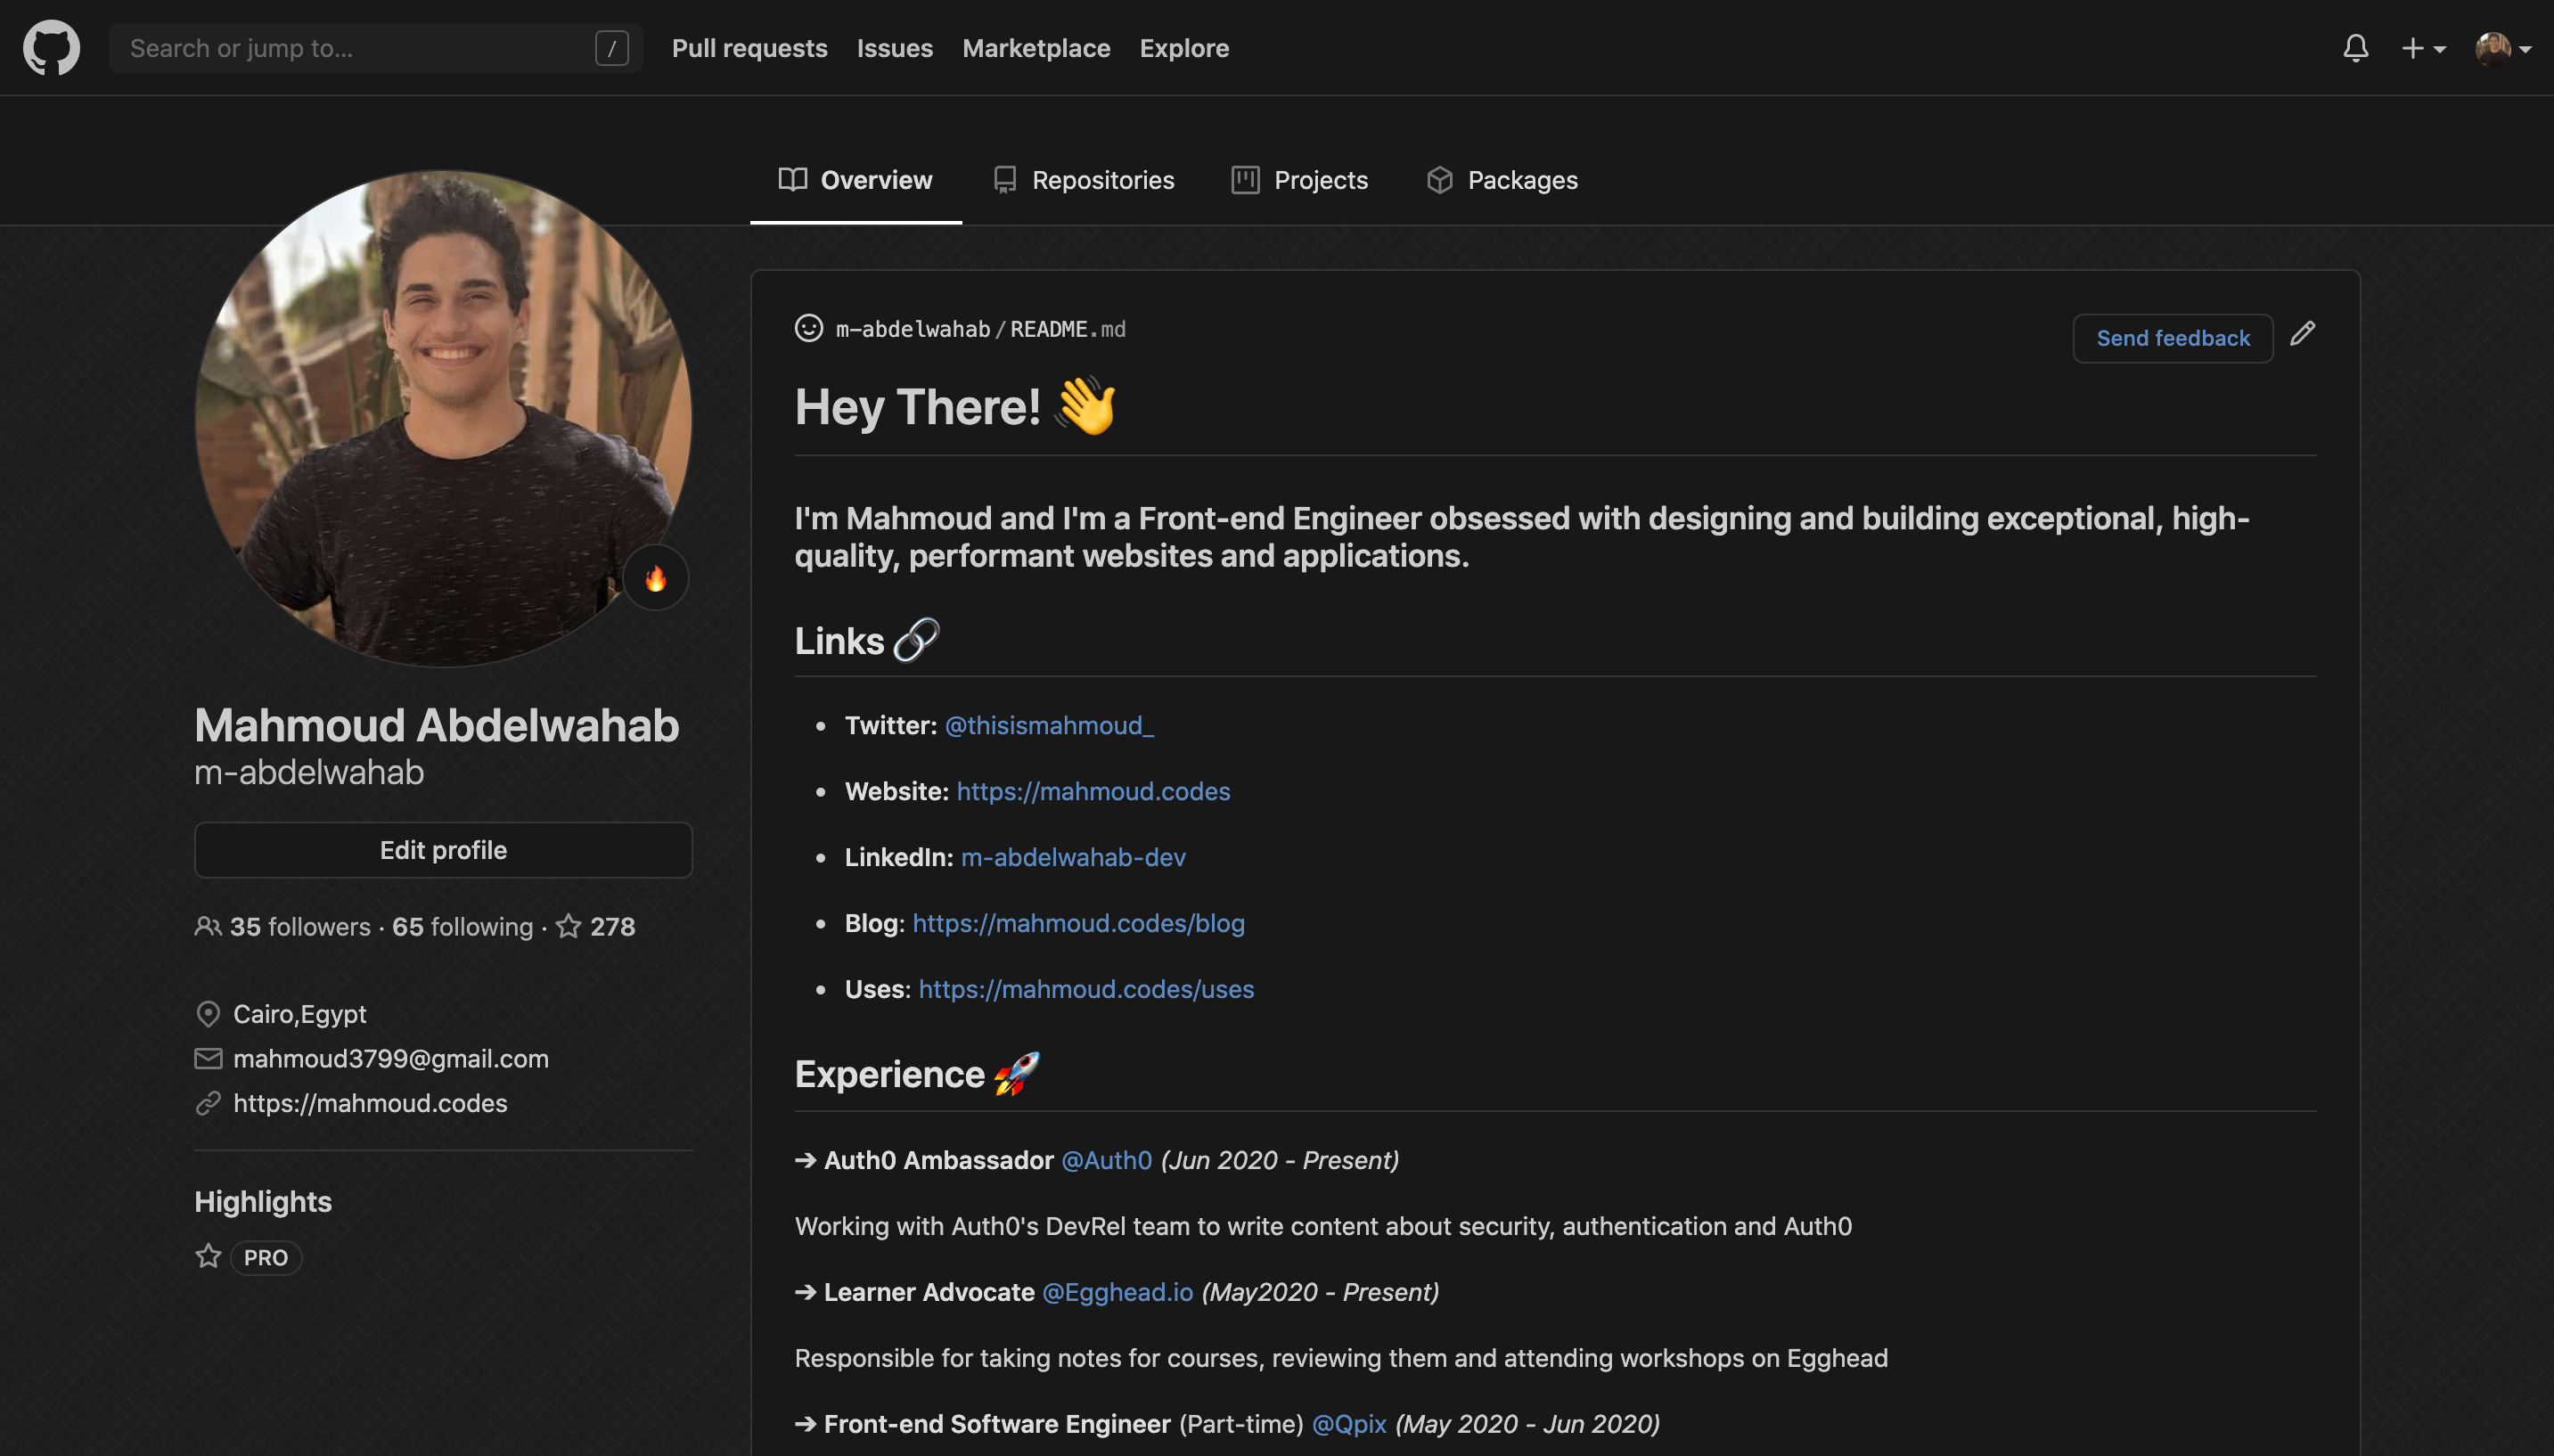 Search or jump to... /
Pull requests Issues Marketplace Explore
Overview Repositories Projects Packages
Mahmoud Abdelwahab
m-abdelwahab
Edit profile
35 followers · 65 following · 278
Cairo,Egypt
mahmoud3799@gmail.com
https://mahmoud.codes
Highlights
PRO
m-abdelwahab/README.md
Send feedback
Hey There! 👋
I'm Mahmoud and I'm a Front-end Engineer obsessed with designing and building exceptional, high-
quality, performant websites and applications.
Links 🔗
• Twitter: @thisismahmoud_
• Website: https://mahmoud.codes
• LinkedIn: m-abdelwahab-dev
• Blog: https://mahmoud.codes/blog
• Uses: https://mahmoud.codes/uses
Experience 🚀
➔ Auth0 Ambassador @Auth0 (Jun 2020 - Present)
Working with Auth0's DevRel team to write content about security, authentication and Auth0
➔ Learner Advocate @Egghead.io (May2020 - Present)
Responsible for taking notes for courses, reviewing them and attending workshops on Egghead
➔ Front-end Software Engineer (Part-time) @Qpix (May 2020 - Jun 2020)